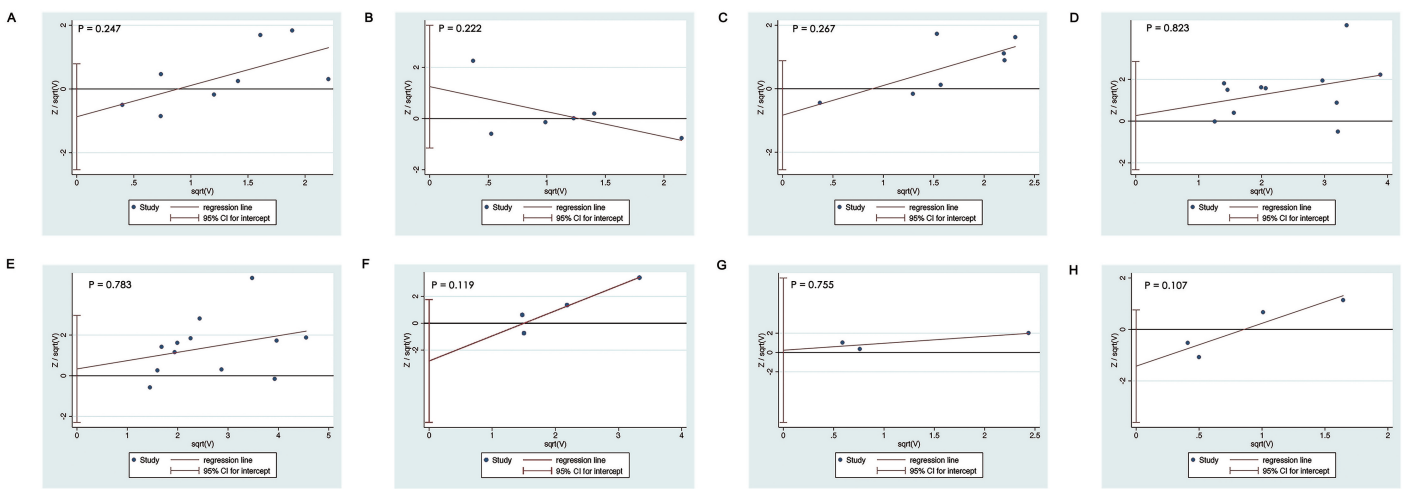 A
P = 0.247
Z / sqrt(V)
2
0
-2
0
.5
1
1.5
2
sqrt(V)
Study
regression line
95% CI for intercept
B
P = 0.222
Z / sqrt(V)
2
0
-2
0
.5
1
1.5
2
sqrt(V)
Study
regression line
95% CI for intercept
C
P = 0.267
Z / sqrt(V)
2
0
-2
0
.5
1
1.5
2
2.5
sqrt(V)
Study
regression line
95% CI for intercept
D
P = 0.823
Z / sqrt(V)
2
0
-2
0
1
2
3
4
sqrt(V)
Study
regression line
95% CI for intercept
E
P = 0.783
Z / sqrt(V)
2
0
-2
0
1
2
3
4
5
sqrt(V)
Study
regression line
95% CI for intercept
F
P = 0.119
Z / sqrt(V)
2
0
-2
0
1
2
3
4
sqrt(V)
Study
regression line
95% CI for intercept
G
P = 0.755
Z / sqrt(V)
2
0
-2
0
.5
1
1.5
2
2.5
sqrt(V)
Study
regression line
95% CI for intercept
H
P = 0.107
Z / sqrt(V)
2
0
-2
0
.5
1
1.5
2
sqrt(V)
Study
regression line
95% CI for intercept